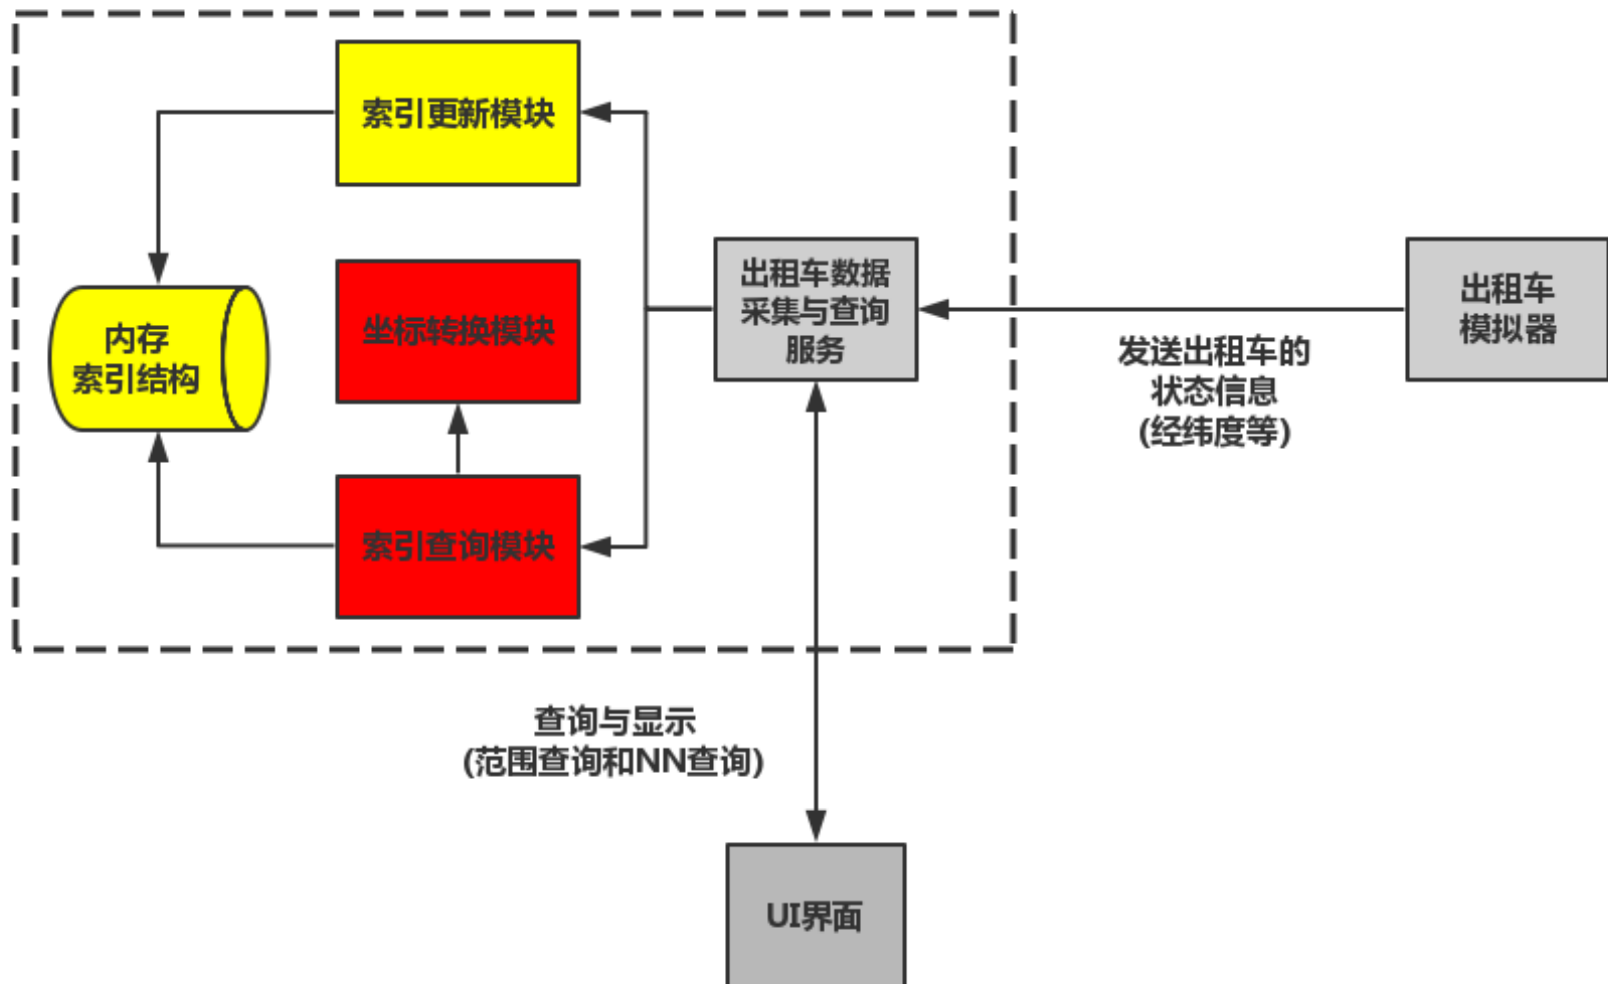 索引更新模块
出租车数据
采集与查询
服务
出租车
模拟器
内存
索引结构
坐标转换模块
发送出租车的
状态信息
(经纬度等)
索引查询模块
查询与显示
(范围查询和NN查询)
UI界面